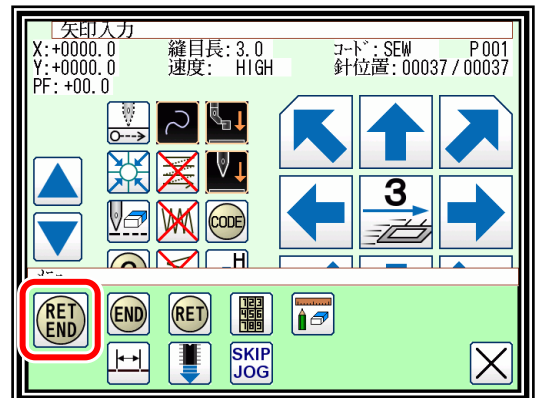 矢印入力
X:+0000.0 縫目長:3.0 コード:SEW P001
Y:+0000.0 速度: HIGH 針位置:00037/00037
PF:+00.0
CODE
3
H
RET END
END
RET
123
456
789
SKIP
JOG